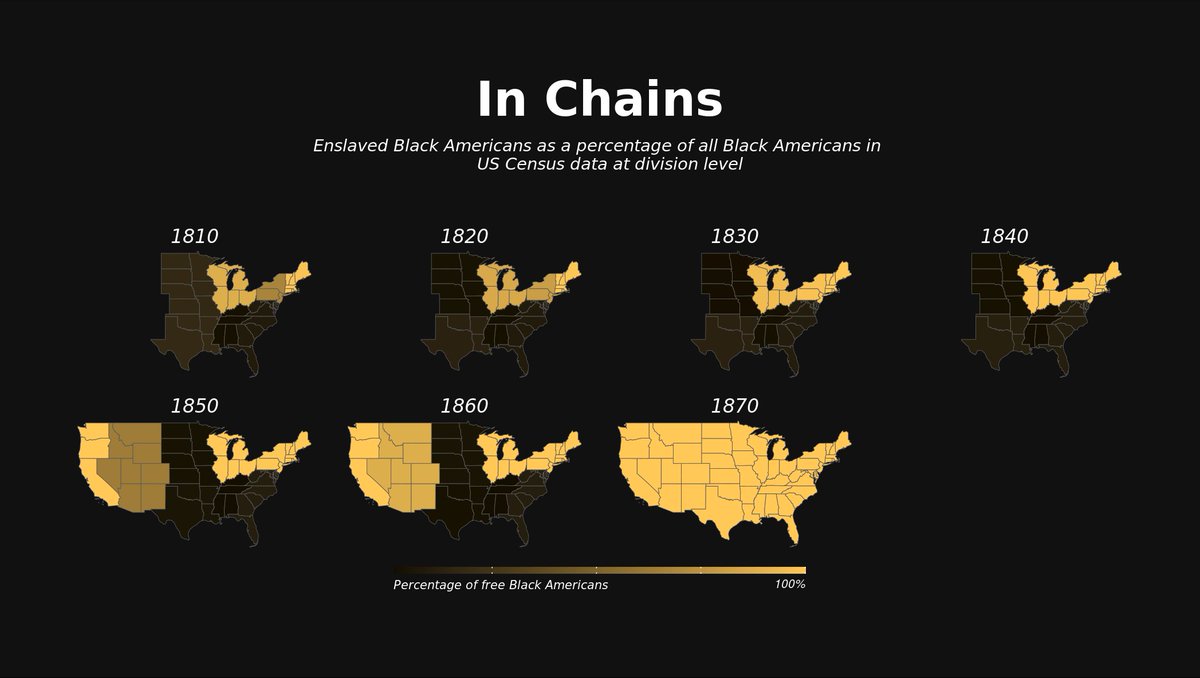 In Chains
Enslaved Black Americans as a percentage of all Black Americans in
US Census data at division level
1810
1820
1830
1840
1850
1860
1870
Percentage of free Black Americans
100%